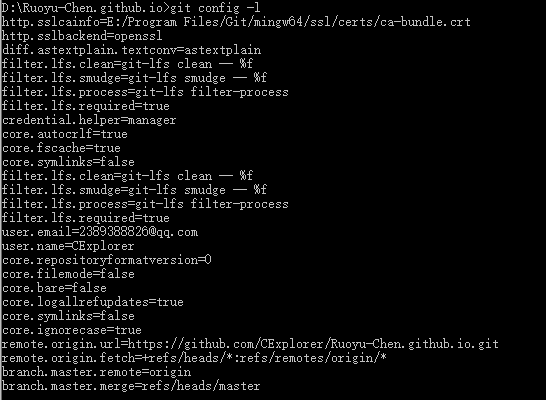 D:\Ruoyu-Chen.github.io>git config -l
http.sslcainfo=E:/Program Files/Git/mingw64/ssl/certs/ca-bundle.crt
http.sslbackend=openssl
diff.astextplain.textconv=astextplain
filter.lfs.clean=git-lfs clean -- %f
filter.lfs.smudge=git-lfs smudge -- %f
filter.lfs.process=git-lfs filter-process
filter.lfs.required=true
credential.helper=manager
core.autocrlf=true
core.fscache=true
core.symlinks=false
filter.lfs.clean=git-lfs clean -- %f
filter.lfs.smudge=git-lfs smudge -- %f
filter.lfs.process=git-lfs filter-process
filter.lfs.required=true
user.email=2389388826@qq.com
user.name=CExplorer
core.repositoryformatversion=0
core.filemode=false
core.bare=false
core.logallrefupdates=true
core.symlinks=false
core.ignorecase=true
remote.origin.url=https://github.com/CExplorer/Ruoyu-Chen.github.io.git
remote.origin.fetch=+refs/heads/*:refs/remotes/origin/*
branch.master.remote=origin
branch.master.merge=refs/heads/master